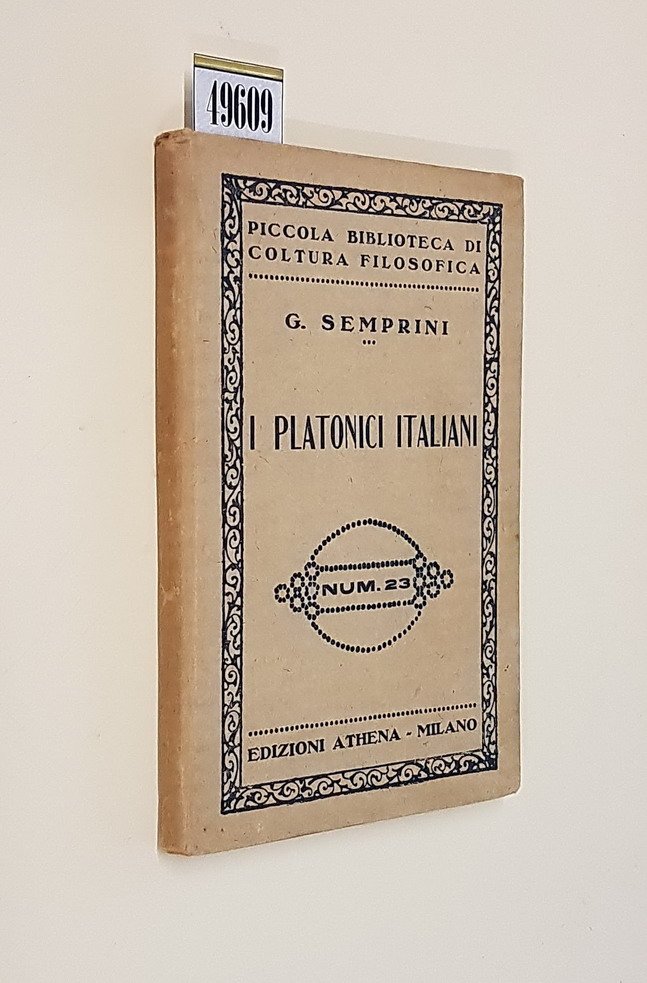 49609
PICCOLA BIBLIOTECA DI
COLTURA FILOSOFICA
G. SEMPRINI
I PLATONICI ITALIANI
NUM. 23
EDIZIONI ATHENA - MILANO